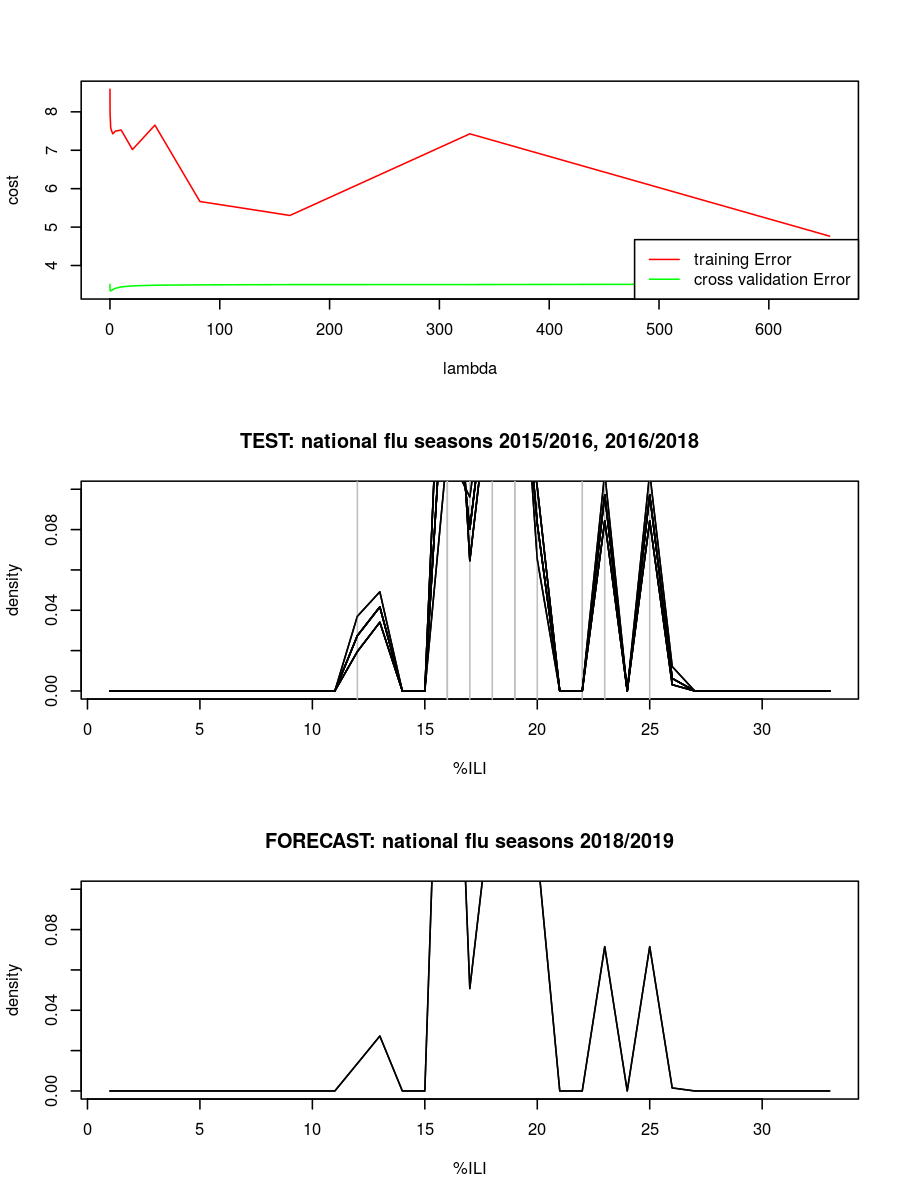 cost
8
7
6
5
4
training Error
cross validation Error
0 100 200 300 400 500 600
lambda
TEST: national flu seasons 2015/2016, 2016/2018
density
0.08
0.04
0.00
0 5 10 15 20 25 30
%ILI
FORECAST: national flu seasons 2018/2019
density
0.08
0.04
0.00
0 5 10 15 20 25 30
%ILI